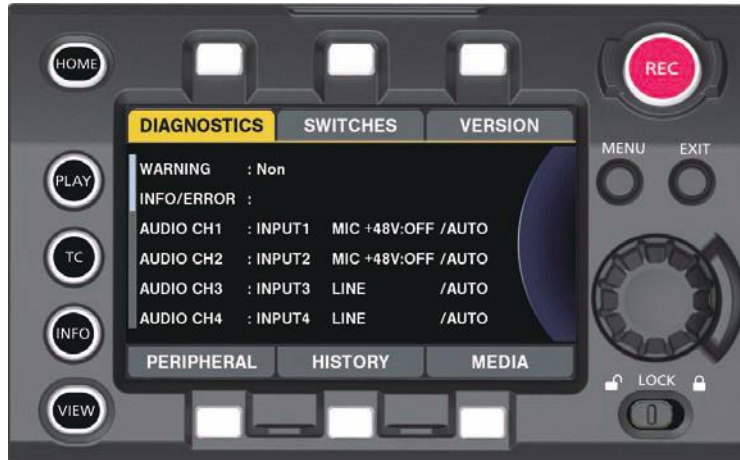 HOME
REC
DIAGNOSTICS SWITCHES VERSION
MENU EXIT
WARNING : Non
INFO/ERROR :
PLAY
AUDIO CH1 : INPUT1 MIC +48V:OFF /AUTO
AUDIO CH2 : INPUT2 MIC +48V:OFF /AUTO
TC
AUDIO CH3 : INPUT3 LINE /AUTO
AUDIO CH4 : INPUT4 LINE /AUTO
INFO
PERIPHERAL HISTORY MEDIA
LOCK
VIEW